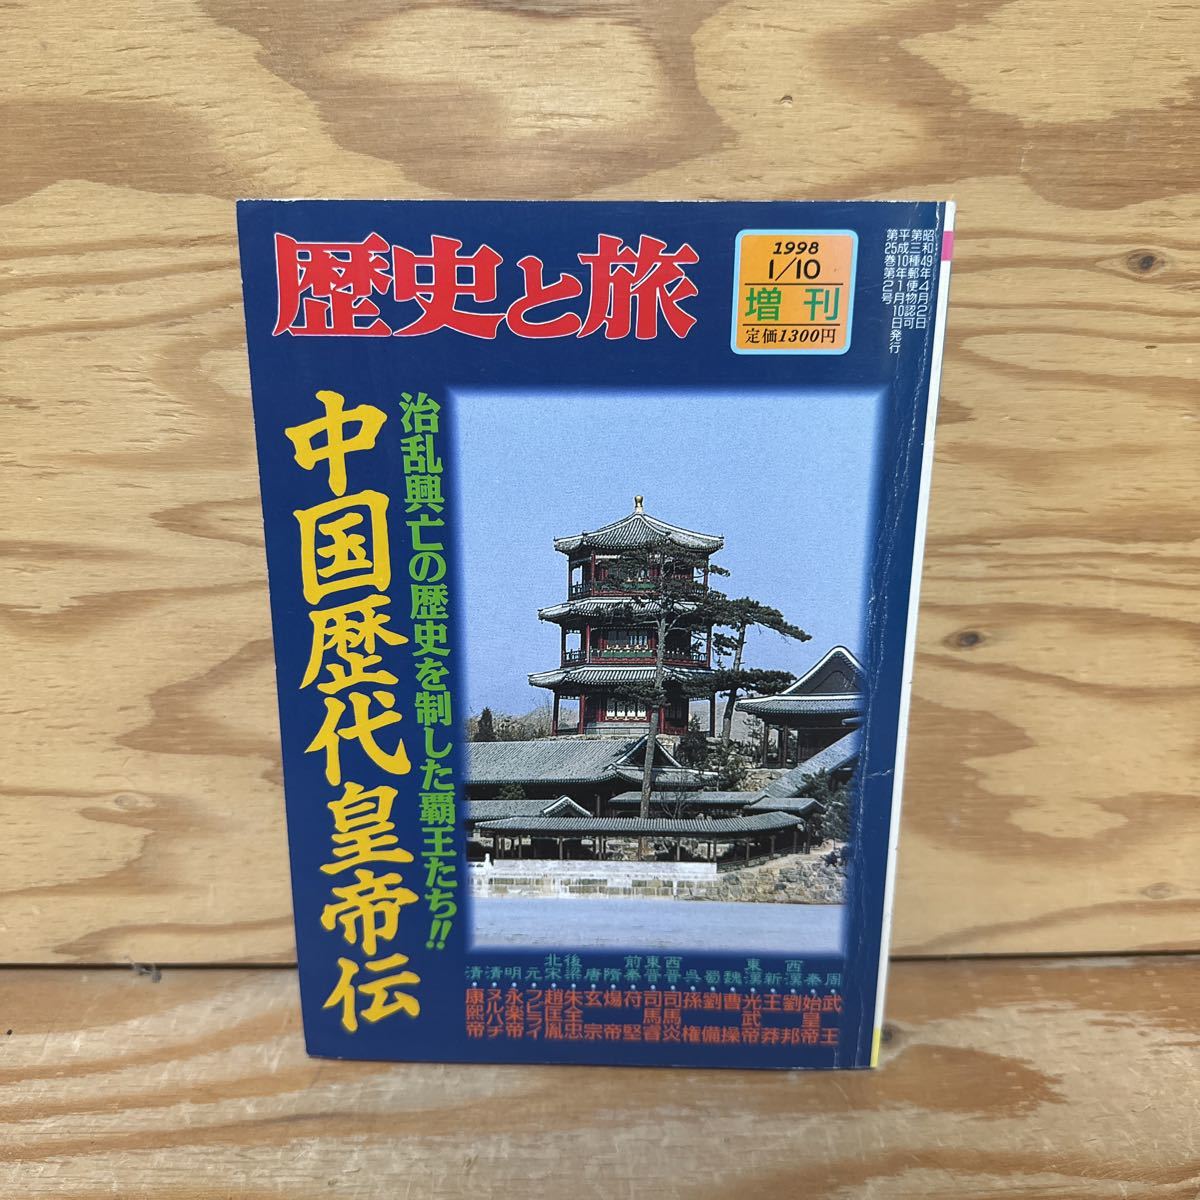 歴史と旅
1998
1/10
増刊
定価1300円
昭和49年4月2日
第三種郵便物認可
平成10年1月10日発行
第25巻第2号
治乱興亡の歴史を制した覇王たち!!
中国歴代皇帝伝
周・武王
秦・始皇帝
西漢・劉邦
新・王莽
東漢・光武帝
魏・曹操
蜀・劉備
呉・孫権
西晋・司馬炎
東晋・司馬睿
前秦・苻堅
隋・煬帝
唐・玄宗
後梁・朱全忠
北宋・趙匡胤
元・フビライ
明・永楽帝
清・ヌルハチ
清・康熙帝